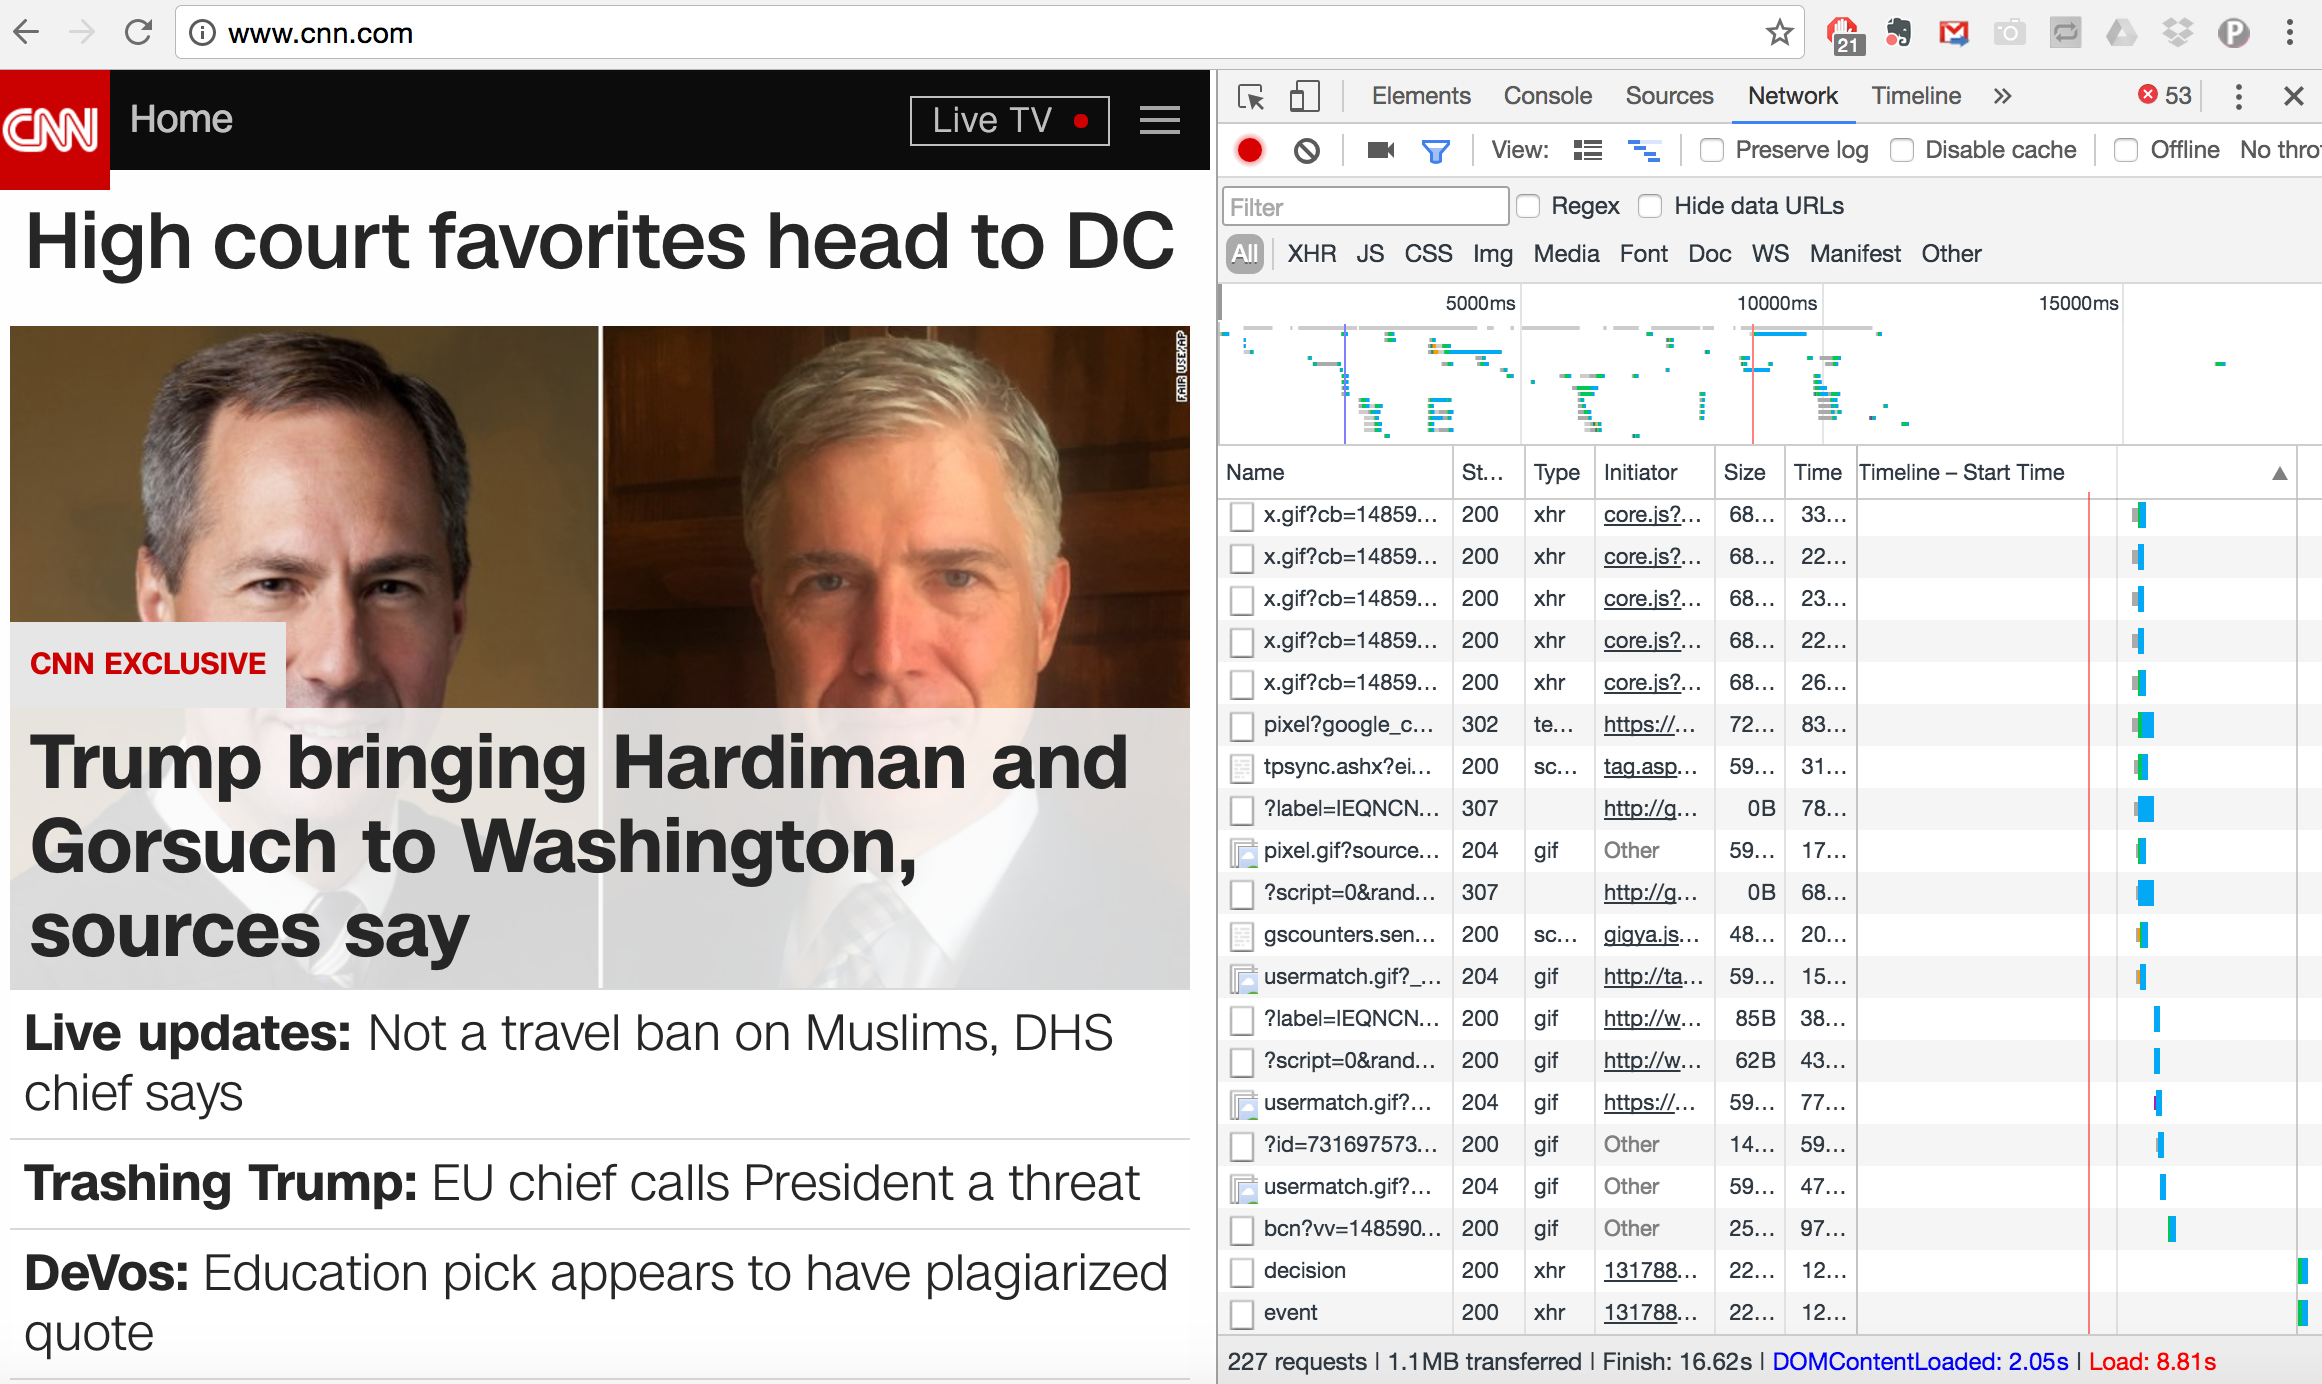 www.cnn.com
21
CNN
Home
Live TV
High court favorites head to DC
FAIR USE/AP
CNN EXCLUSIVE
Trump bringing Hardiman and
Gorsuch to Washington,
sources say
Live updates: Not a travel ban on Muslims, DHS
chief says
Trashing Trump: EU chief calls President a threat
DeVos: Education pick appears to have plagiarized
quote
Elements Console Sources Network Timeline » 53
View: Preserve log Disable cache Offline No thro
Filter Regex Hide data URLs
All XHR JS CSS Img Media Font Doc WS Manifest Other
5000ms 10000ms 15000ms
Name St... Type Initiator Size Time Timeline – Start Time
x.gif?cb=14859... 200 xhr core.js?... 68... 33...
x.gif?cb=14859... 200 xhr core.js?... 68... 22...
x.gif?cb=14859... 200 xhr core.js?... 68... 23...
x.gif?cb=14859... 200 xhr core.js?... 68... 22...
x.gif?cb=14859... 200 xhr core.js?... 68... 26...
pixel?google_c... 302 te... https://... 72... 83...
tpsync.ashx?ei... 200 sc... tag.asp... 59... 31...
?label=IEQNCN... 307 http://g... 0B 78...
pixel.gif?source... 204 gif Other 59... 17...
?script=0&rand... 307 http://g... 0B 68...
gscounters.sen... 200 sc... gigya.js... 48... 20...
usermatch.gif?_... 204 gif http://ta... 59... 15...
?label=IEQNCN... 200 gif http://w... 85B 38...
?script=0&rand... 200 gif http://w... 62B 43...
usermatch.gif?... 204 gif https://... 59... 77...
?id=731697573... 200 gif Other 14... 59...
usermatch.gif?... 204 gif Other 59... 47...
bcn?vv=148590... 200 gif Other 25... 97...
decision 200 xhr 131788... 22... 12...
event 200 xhr 131788... 22... 12...
227 requests | 1.1MB transferred | Finish: 16.62s | DOMContentLoaded: 2.05s | Load: 8.81s